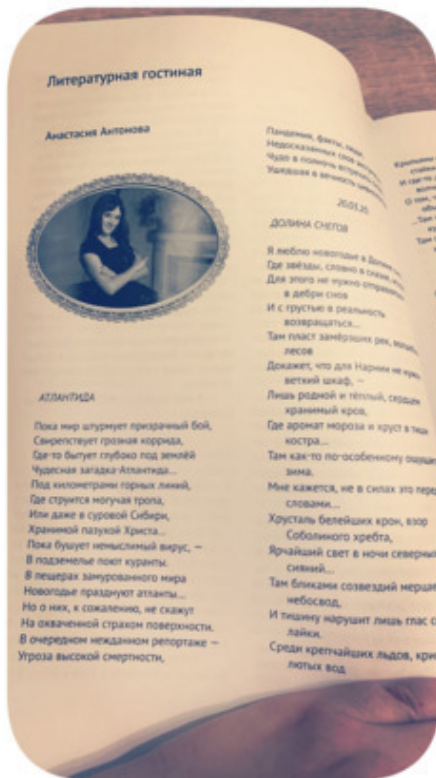 Литературная гостиная
Анастасия Антонова
АТЛАНТИДА
Пока мир штурмует призрачный бой,
Свирепствует грозная коррида,
Где-то бытует глубоко под землёй
Чудесная загадка-Атлантида...
Под километрами горных линий,
Где струится могучая тропа,
Или даже в суровой Сибири,
Хранимой пазухой Христа...
Пока бушует немыслимый вирус, —
В подземелье поют куранты.
В пещерах замурованного мира
Новогодье празднуют атланты...
Но о них, к сожалению, не скажут
На охваченной страхом поверхности.
В очередном нежданном репортаже —
Угроза высокой смертности,
Пандемия, факты, люди
Недосказанных слов
Чудо в полночь встретить
Ушедшая в вечность
20.03.20.
ДОЛИНА СНЕГОВ
Я люблю новогодье в Долине
Где звёзды, словно в сказке,
Для этого не нужно отправляться
в дебри снов
И с грустью в реальность
возвращаться...
Там пласт замёрзших рек,
лесов
Докажет, что для Нарнии не нужен
ветхий шкаф, —
Лишь родной и тёплый, сердцем
хранимый кров,
Где аромат мороза и хруст в тиши
костра...
Там как-то по-особенному
зима.
Мне кажется, не в силах это
словами...
Хрусталь белейших крон, взор
Соболиного хребта,
Ярчайший свет в ночи северных
сияний...
Там бликами созвездий
небосвод,
И тишину нарушит лишь глас
лайки.
Среди крепчайших льдов,
лютых вод